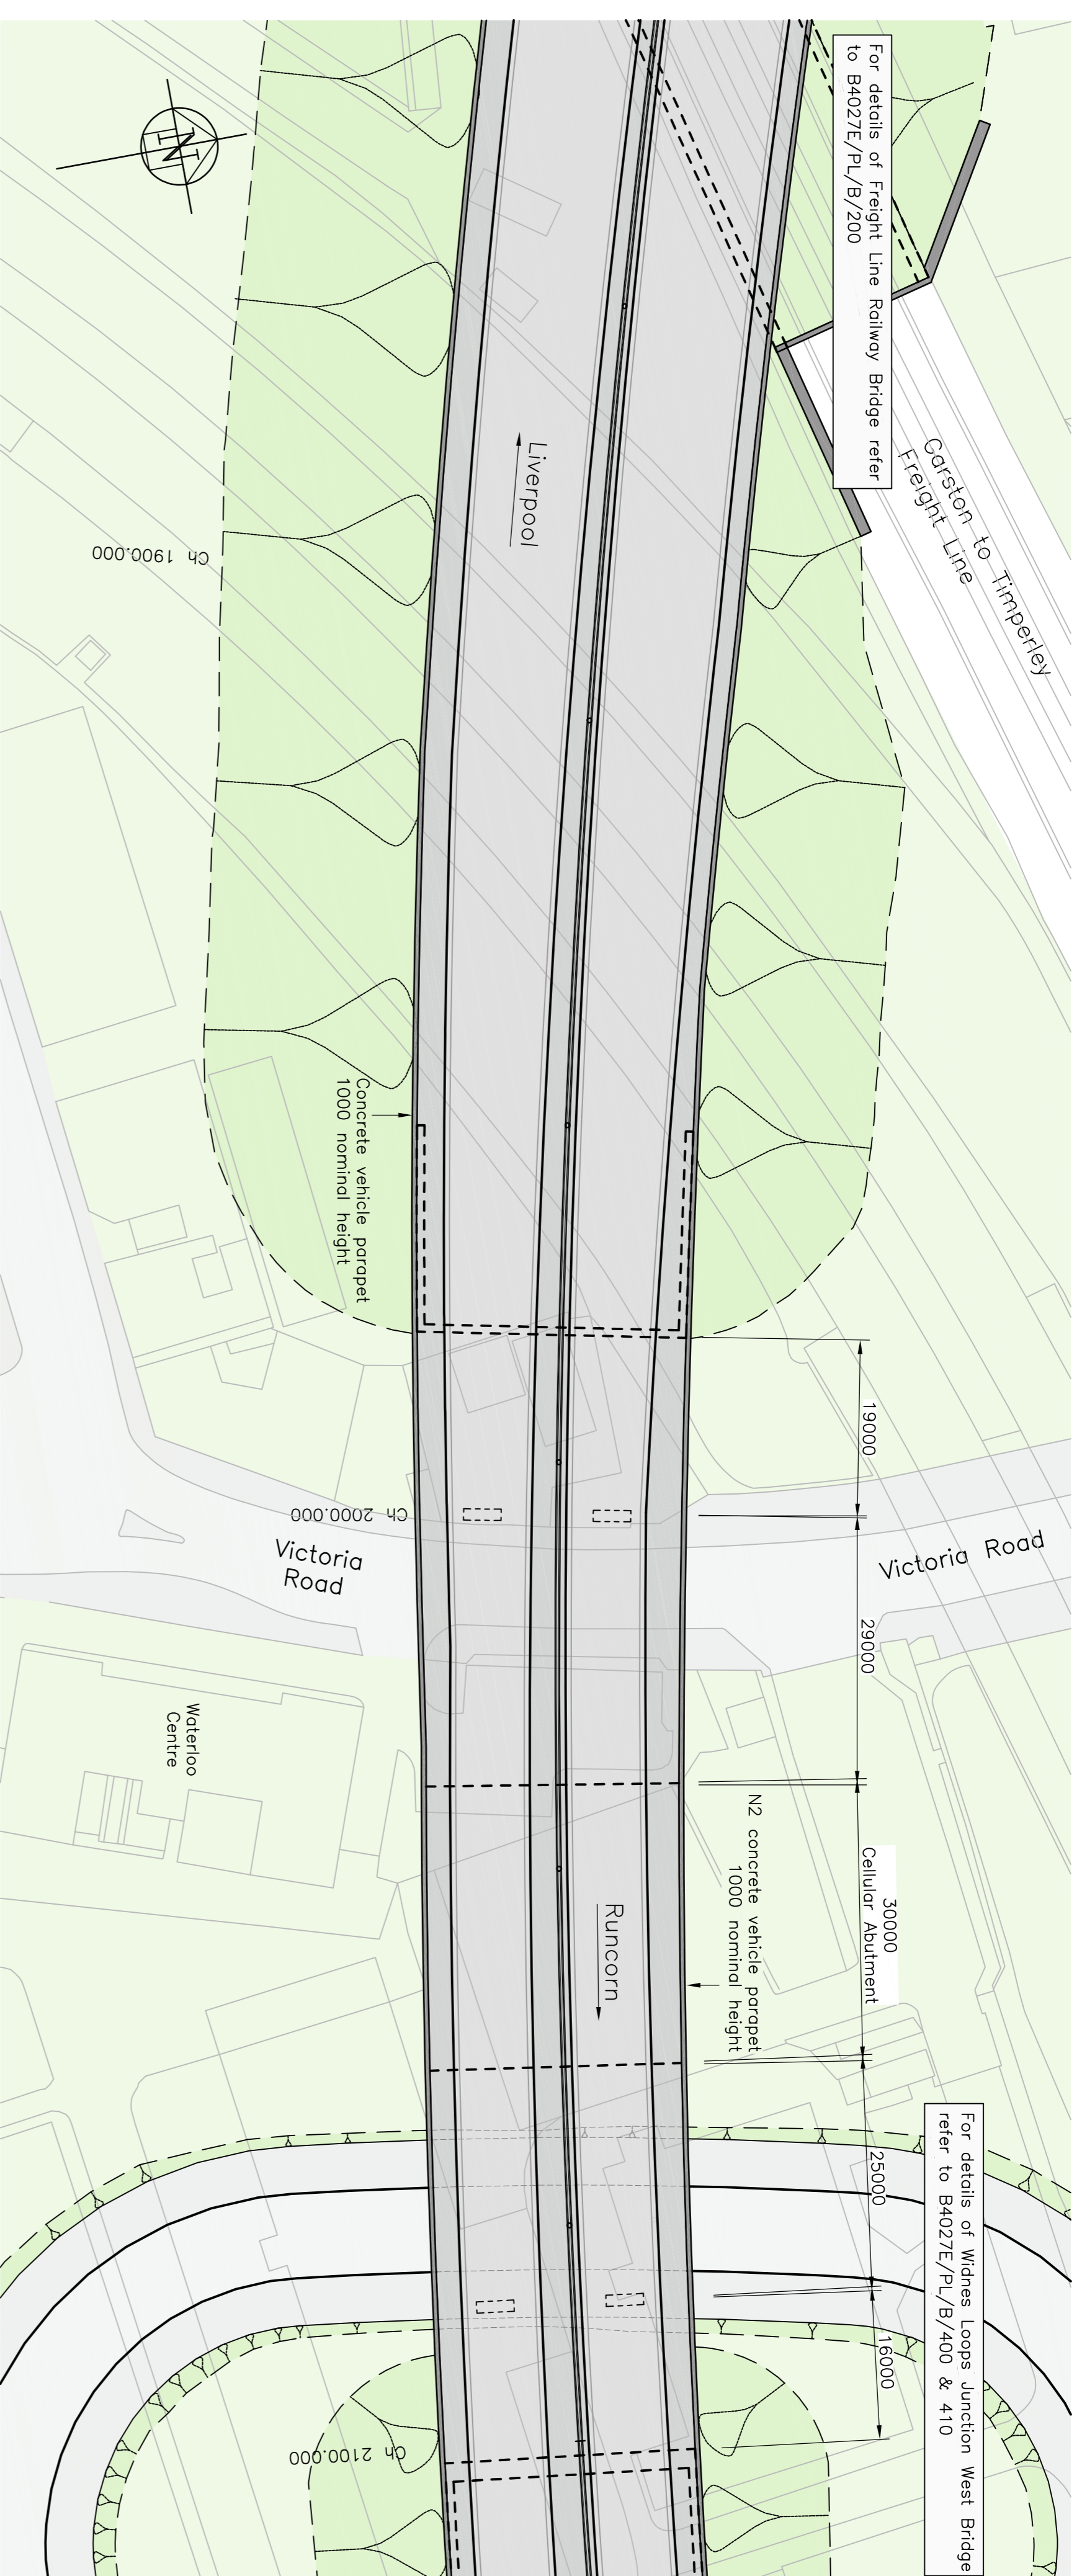 For details of Freight Line Railway Bridge refer
to B4027E/PL/B/200
N
Garston to Timperley
Freight Line
Liverpool
Ch 1900.000
Concrete vehicle parapet
1000 nominal height
19000
Ch 2000.000
Victoria
Road
Victoria Road
29000
Waterloo
Centre
N2 concrete vehicle parapet
1000 nominal height
30000
Cellular Abutment
Runcorn
For details of Widnes Loops Junction West Bridge
refer to B4027E/PL/B/400 & 410
25000
16000
Ch 2100.000